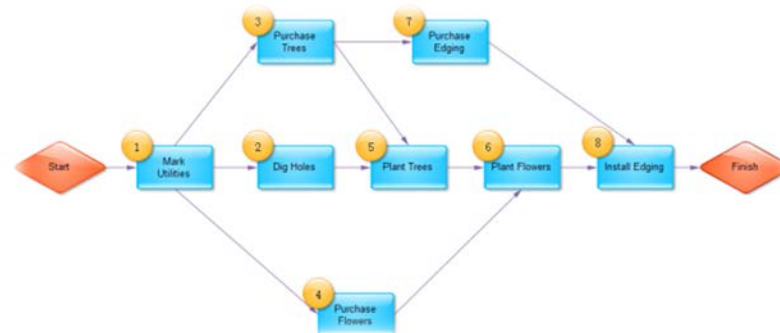 3
Purchase
Trees
7
Purchase
Edging
Start
1
Mark
Utilities
2
Dig Holes
5
Plant Trees
6
Plant Flowers
8
Install Edging
Finish
4
Purchase
Flowers